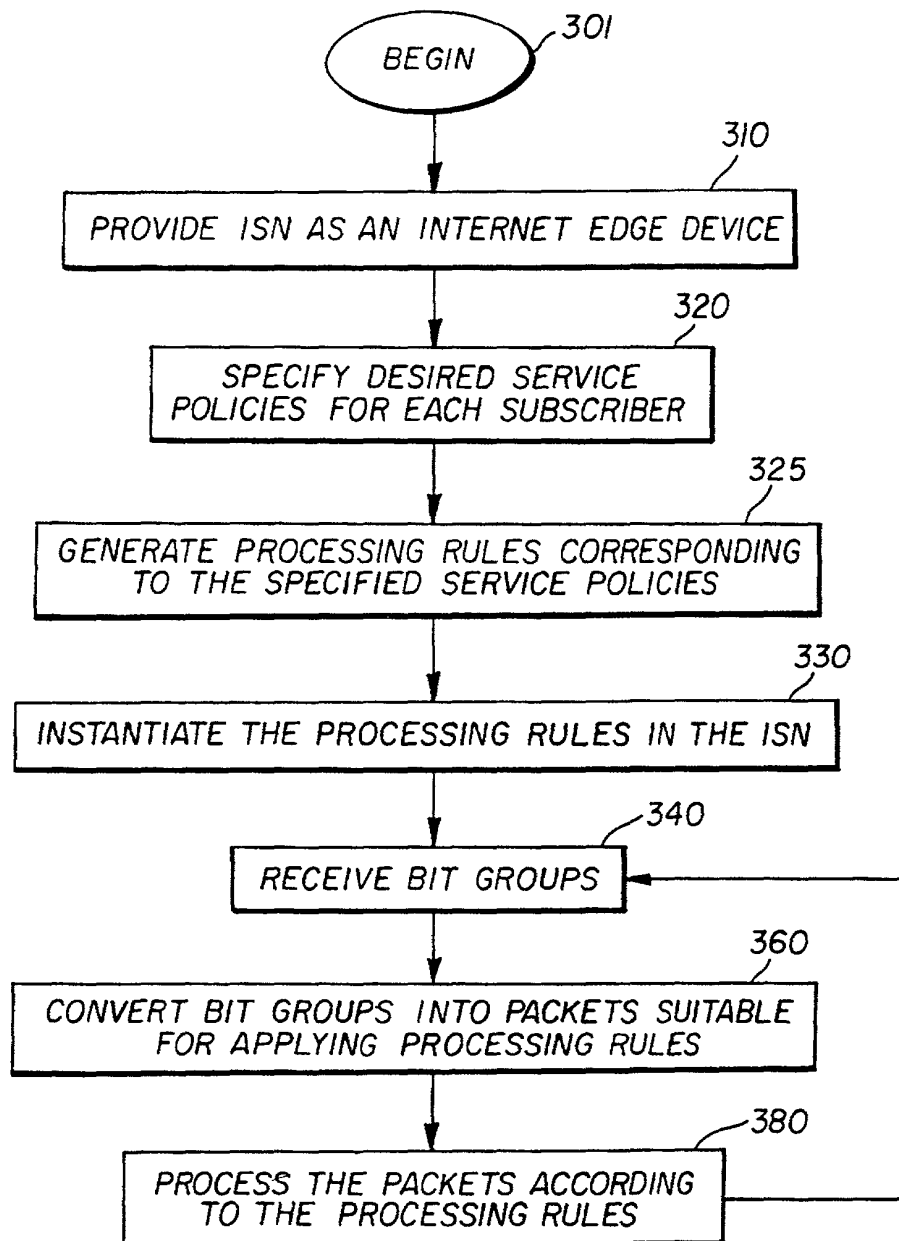 BEGIN
301
310
PROVIDE ISN AS AN INTERNET EDGE DEVICE
320
SPECIFY DESIRED SERVICE
POLICIES FOR EACH SUBSCRIBER
325
GENERATE PROCESSING RULES CORRESPONDING
TO THE SPECIFIED SERVICE POLICIES
330
INSTANTIATE THE PROCESSING RULES IN THE ISN
340
RECEIVE BIT GROUPS
360
CONVERT BIT GROUPS INTO PACKETS SUITABLE
FOR APPLYING PROCESSING RULES
380
PROCESS THE PACKETS ACCORDING
TO THE PROCESSING RULES